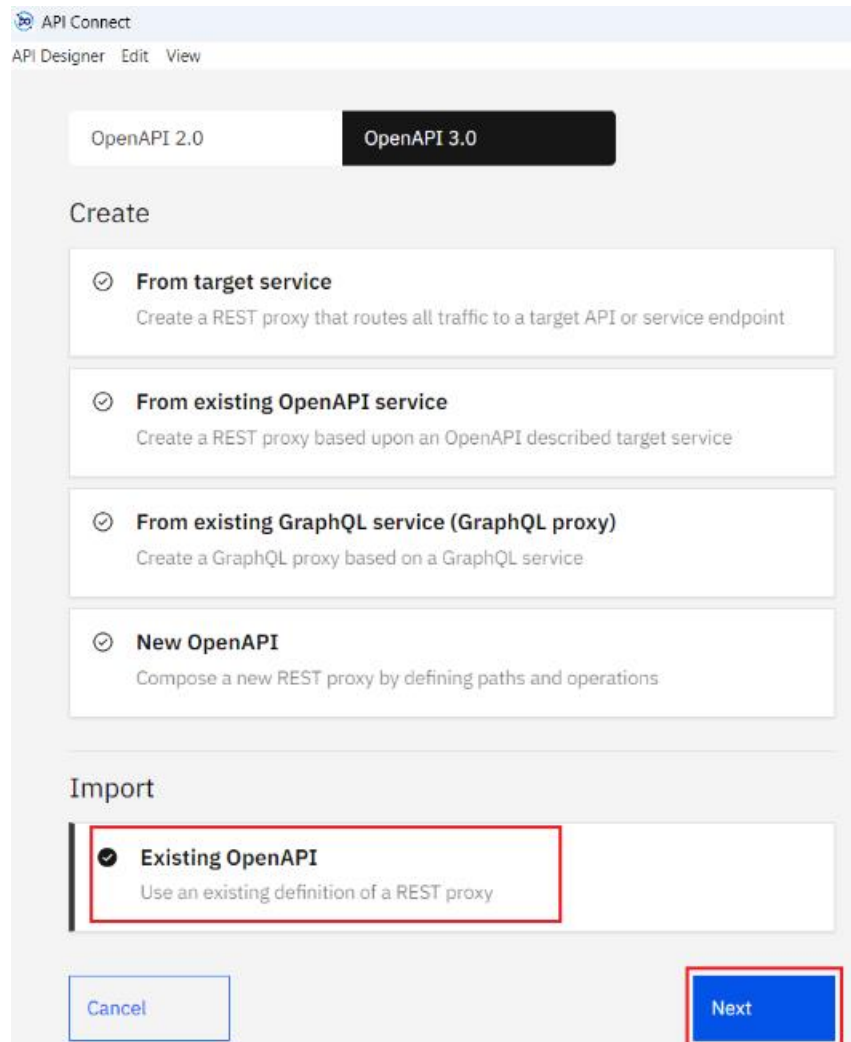 API Connect
API Designer Edit View
OpenAPI 2.0 OpenAPI 3.0
Create
From target service
Create a REST proxy that routes all traffic to a target API or service endpoint
From existing OpenAPI service
Create a REST proxy based upon an OpenAPI described target service
From existing GraphQL service (GraphQL proxy)
Create a GraphQL proxy based on a GraphQL service
New OpenAPI
Compose a new REST proxy by defining paths and operations
Import
Existing OpenAPI
Use an existing definition of a REST proxy
Cancel Next